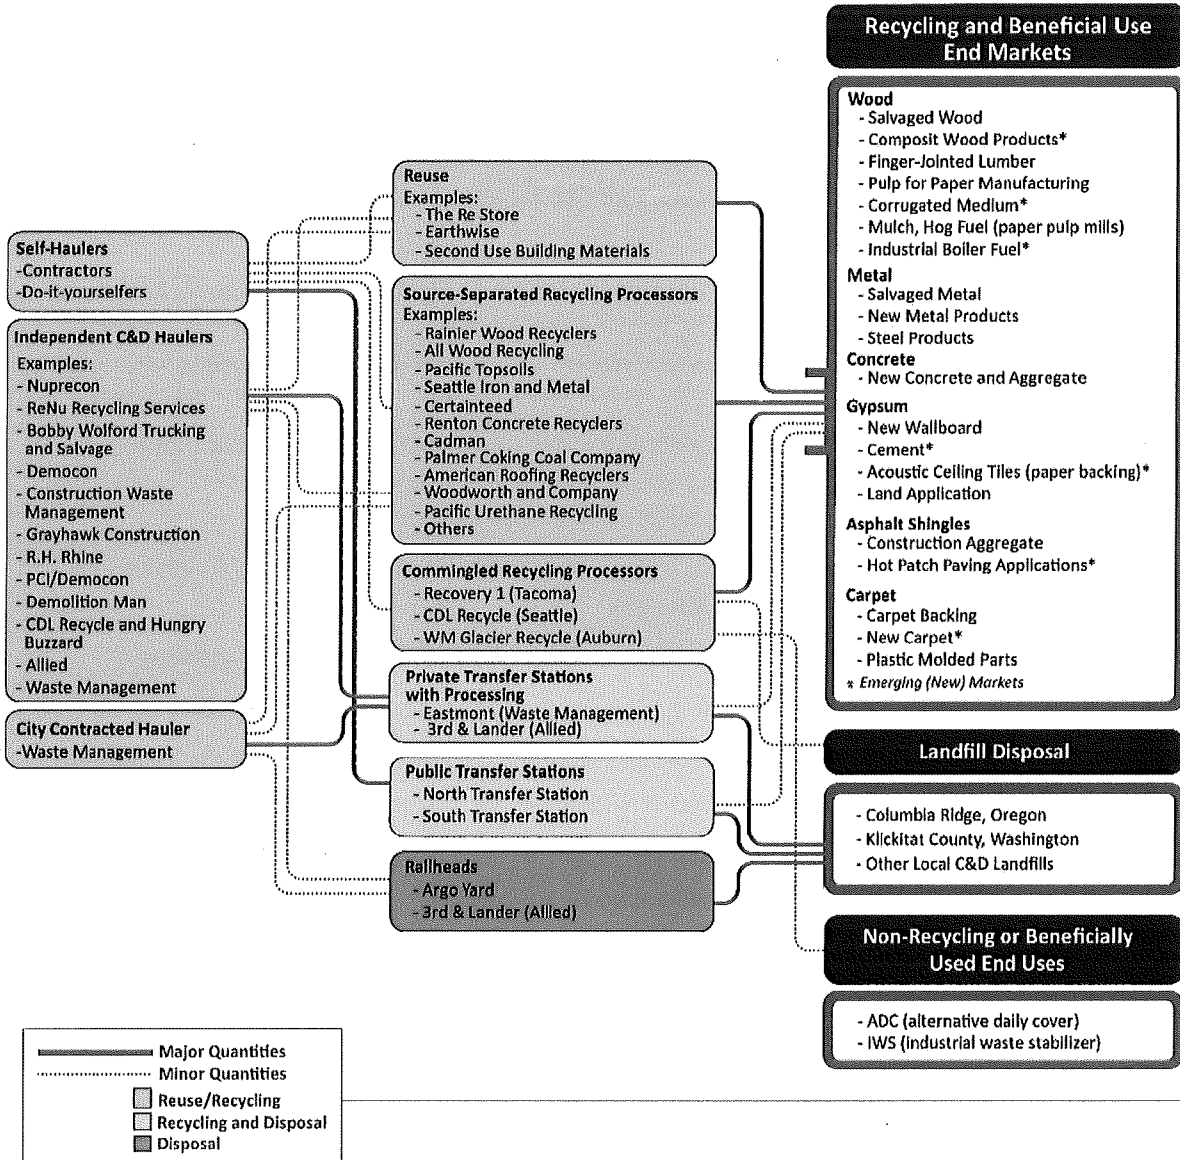 Self-Haulers
-Contractors
-Do-it-yourselfers
Independent C&D Haulers
Examples:
- Nuprecon
- ReNu Recycling Services
- Bobby Wolford Trucking
and Salvage
- Democon
- Construction Waste
Management
- Grayhawk Construction
- R.H. Rhine
- PCI/Democon
- Demolition Man
- CDL Recycle and Hungry
Buzzard
- Allied
- Waste Management
City Contracted Hauler
-Waste Management
Reuse
Examples:
- The Re Store
- Earthwise
- Second Use Building Materials
Source-Separated Recycling Processors
Examples:
- Rainier Wood Recyclers
- All Wood Recycling
- Pacific Topsoils
- Seattle Iron and Metal
- Certainteed
- Renton Concrete Recyclers
- Cadman
- Palmer Coking Coal Company
- American Roofing Recyclers
- Woodworth and Company
- Pacific Urethane Recycling
- Others
Commingled Recycling Processors
- Recovery 1 (Tacoma)
- CDL Recycle (Seattle)
- WM Glacier Recycle (Auburn)
Private Transfer Stations
with Processing
- Eastmont (Waste Management)
- 3rd & Lander (Allied)
Public Transfer Stations
- North Transfer Station
- South Transfer Station
Railheads
- Argo Yard
- 3rd & Lander (Allied)
Recycling and Beneficial Use
End Markets
Wood
- Salvaged Wood
- Composit Wood Products*
- Finger-Jointed Lumber
- Pulp for Paper Manufacturing
- Corrugated Medium*
- Mulch, Hog Fuel (paper pulp mills)
- Industrial Boiler Fuel*
Metal
- Salvaged Metal
- New Metal Products
- Steel Products
Concrete
- New Concrete and Aggregate
Gypsum
- New Wallboard
- Cement*
- Acoustic Ceiling Tiles (paper backing)*
- Land Application
Asphalt Shingles
- Construction Aggregate
- Hot Patch Paving Applications*
Carpet
- Carpet Backing
- New Carpet*
- Plastic Molded Parts
* Emerging (New) Markets
Landfill Disposal
- Columbia Ridge, Oregon
- Klickitat County, Washington
- Other Local C&D Landfills
Non-Recycling or Beneficially
Used End Uses
- ADC (alternative daily cover)
- IWS (industrial waste stabilizer)
Major Quantities
Minor Quantities
Reuse/Recycling
Recycling and Disposal
Disposal